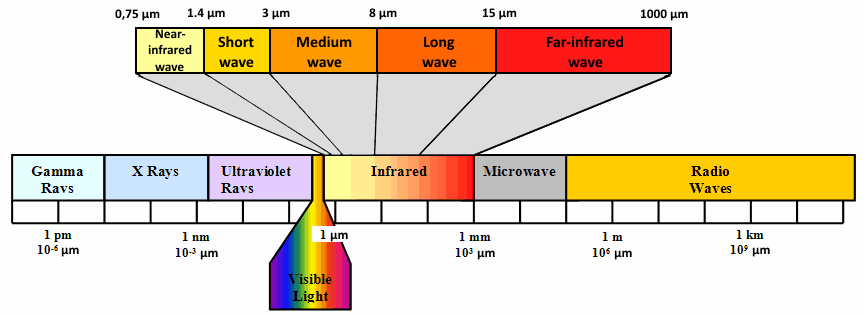 0,75 µm 1.4 µm 3 µm 8 µm 15 µm 1000 µm
Near-
infrared
wave
Short
wave
Medium
wave
Long
wave
Far-infrared
wave
Gamma
Ravs
X Rays
Ultraviolet
Ravs
Infrared
Microwave
Radio
Waves
1 pm
10-6 µm
1 nm
10-3 µm
1 µm
1 mm
10³ µm
1 m
10⁶ µm
1 km
10⁹ µm
Visible
Light